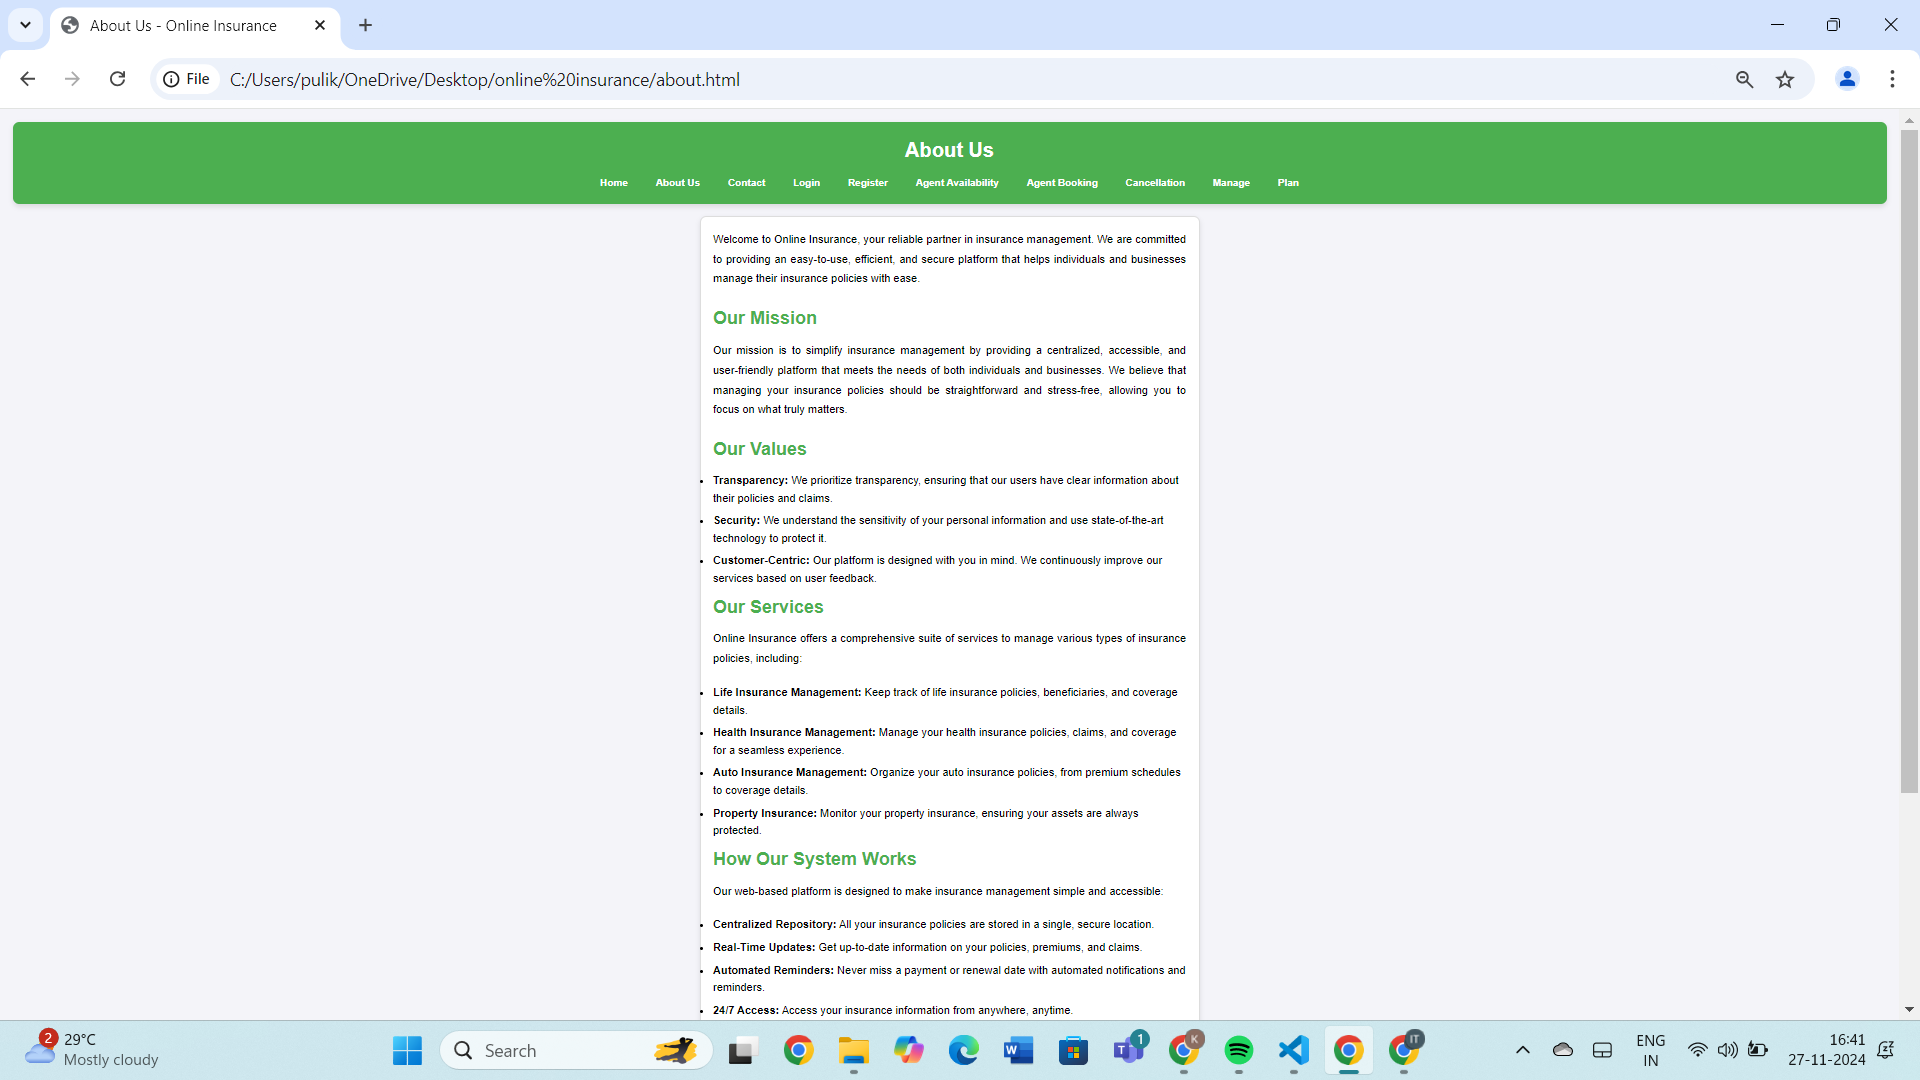 About Us - Online Insurance
File C:/Users/pulik/OneDrive/Desktop/online%20insurance/about.html
About Us
Home About Us Contact Login Register Agent Availability Agent Booking Cancellation Manage Plan
Welcome to Online Insurance, your reliable partner in insurance management. We are committed
to providing an easy-to-use, efficient, and secure platform that helps individuals and businesses
manage their insurance policies with ease.
Our Mission
Our mission is to simplify insurance management by providing a centralized, accessible, and
user-friendly platform that meets the needs of both individuals and businesses. We believe that
managing your insurance policies should be straightforward and stress-free, allowing you to
focus on what truly matters.
Our Values
• Transparency: We prioritize transparency, ensuring that our users have clear information about
their policies and claims.
• Security: We understand the sensitivity of your personal information and use state-of-the-art
technology to protect it.
• Customer-Centric: Our platform is designed with you in mind. We continuously improve our
services based on user feedback.
Our Services
Online Insurance offers a comprehensive suite of services to manage various types of insurance
policies, including:
• Life Insurance Management: Keep track of life insurance policies, beneficiaries, and coverage
details.
• Health Insurance Management: Manage your health insurance policies, claims, and coverage
for a seamless experience.
• Auto Insurance Management: Organize your auto insurance policies, from premium schedules
to coverage details.
• Property Insurance: Monitor your property insurance, ensuring your assets are always
protected.
How Our System Works
Our web-based platform is designed to make insurance management simple and accessible:
• Centralized Repository: All your insurance policies are stored in a single, secure location.
• Real-Time Updates: Get up-to-date information on your policies, premiums, and claims.
• Automated Reminders: Never miss a payment or renewal date with automated notifications and
reminders.
• 24/7 Access: Access your insurance information from anywhere, anytime.
2
29°C
Mostly cloudy
Search
W
T
1
K
IT
ENG
IN
16:41
27-11-2024